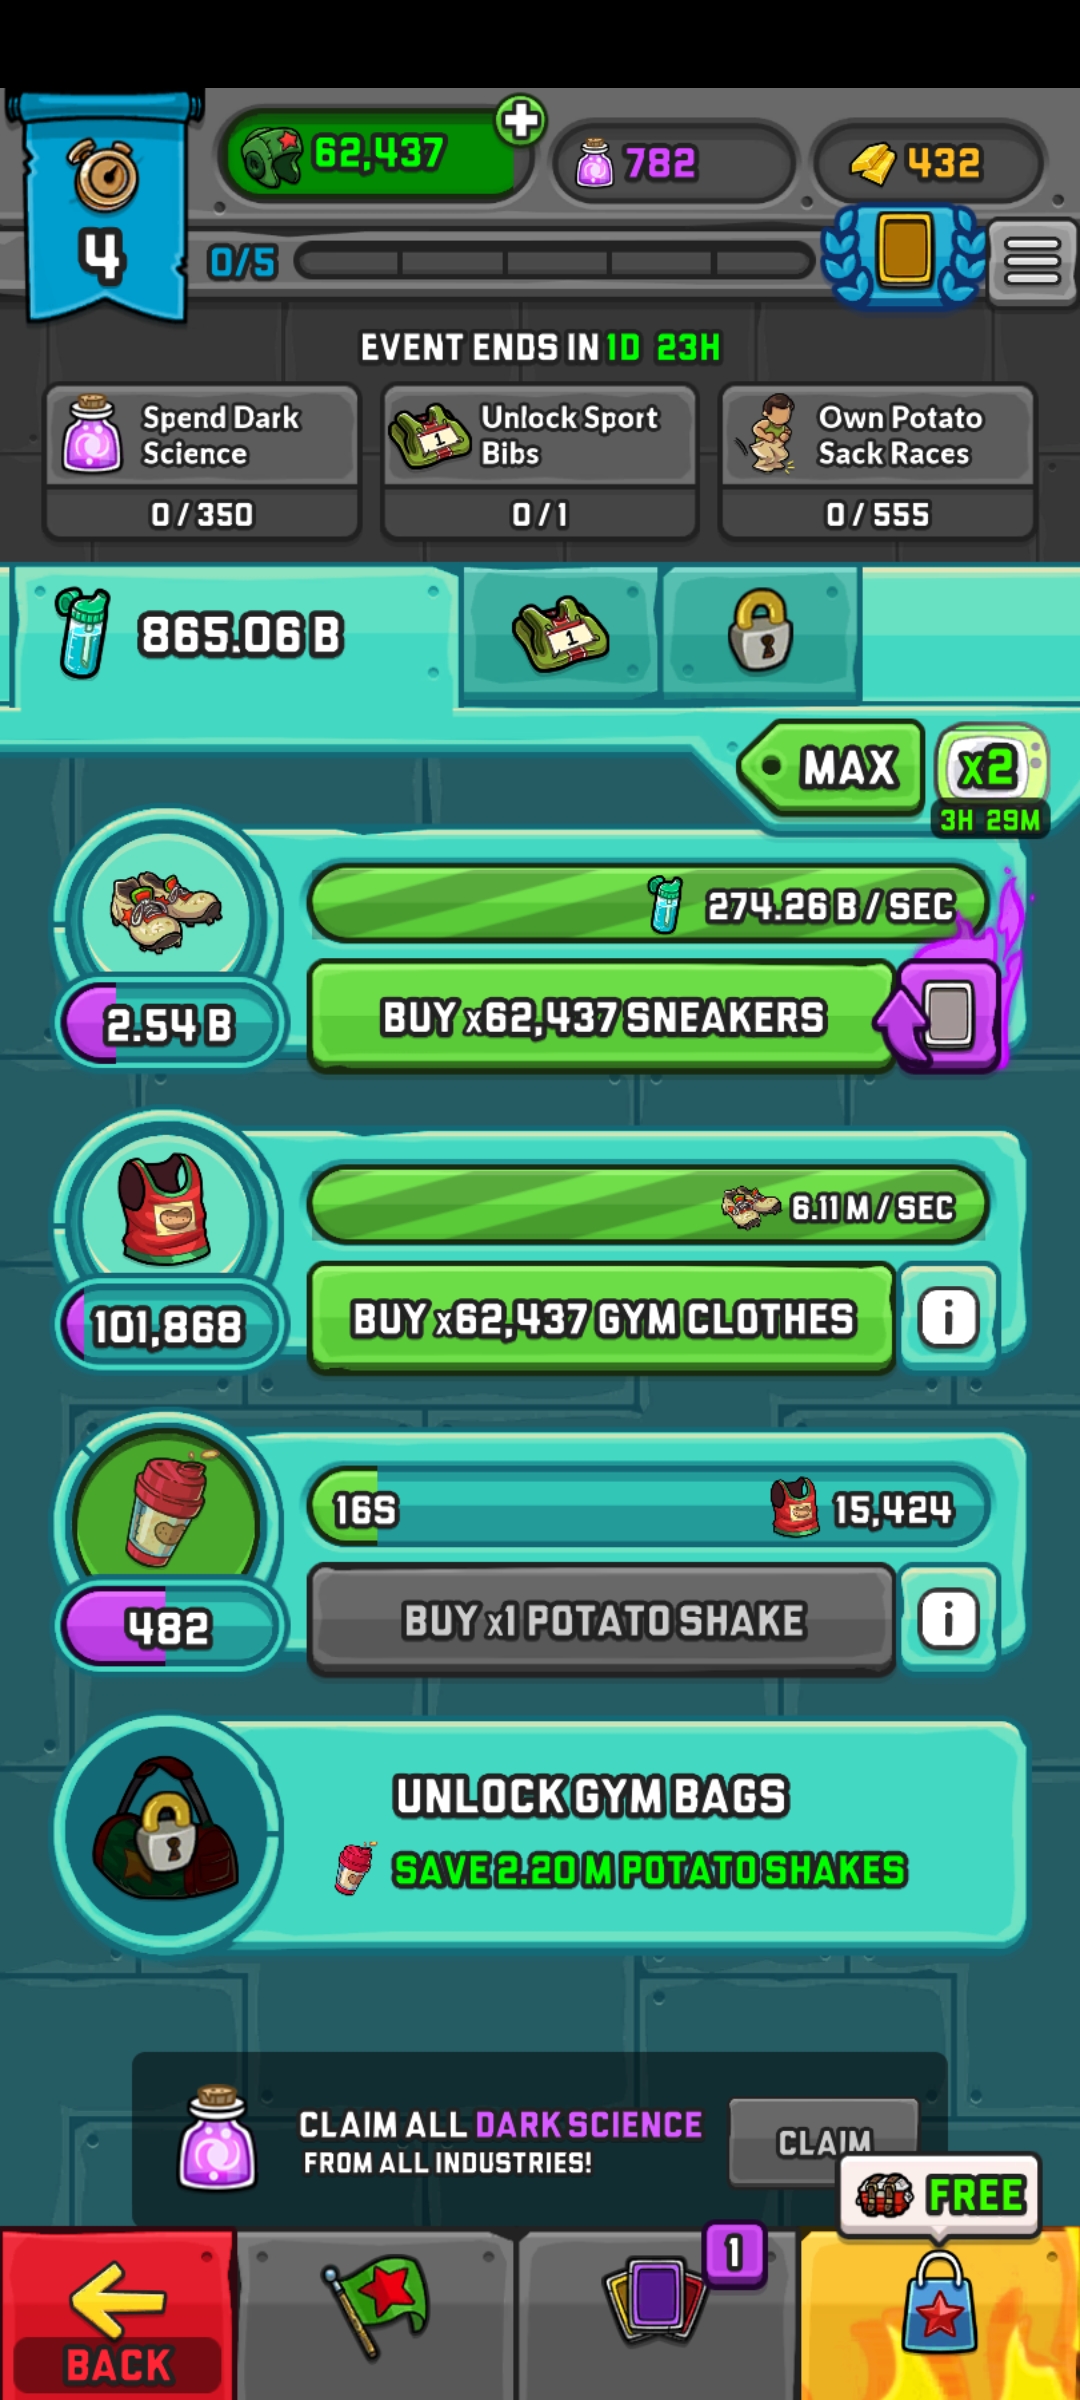 62,437
782
432
4
0/5
EVENT ENDS IN 1D 23H
Spend Dark
Science
0 / 350
Unlock Sport
Bibs
0 / 1
Own Potato
Sack Races
0 / 555
865.06 B
1
MAX
x2
3H 29M
274.26 B / SEC
2.54 B
BUY x62,437 SNEAKERS
6.11 M / SEC
101,868
BUY x62,437 GYM CLOTHES
i
16S
15,424
482
BUY x1 POTATO SHAKE
i
UNLOCK GYM BAGS
SAVE 2.20 M POTATO SHAKES
CLAIM ALL DARK SCIENCE
FROM ALL INDUSTRIES!
CLAIM
FREE
1
BACK